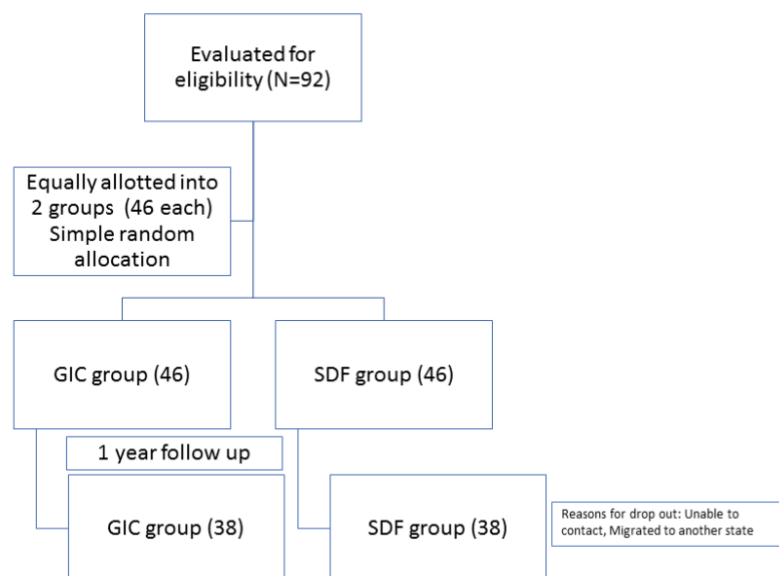 Evaluated for
eligibility (N=92)
Equally allotted into
2 groups  (46 each)
Simple random
allocation
GIC group (46)
SDF group (46)
1 year follow up
GIC group (38)
SDF group (38)
Reasons for drop out: Unable to
contact, Migrated to another state